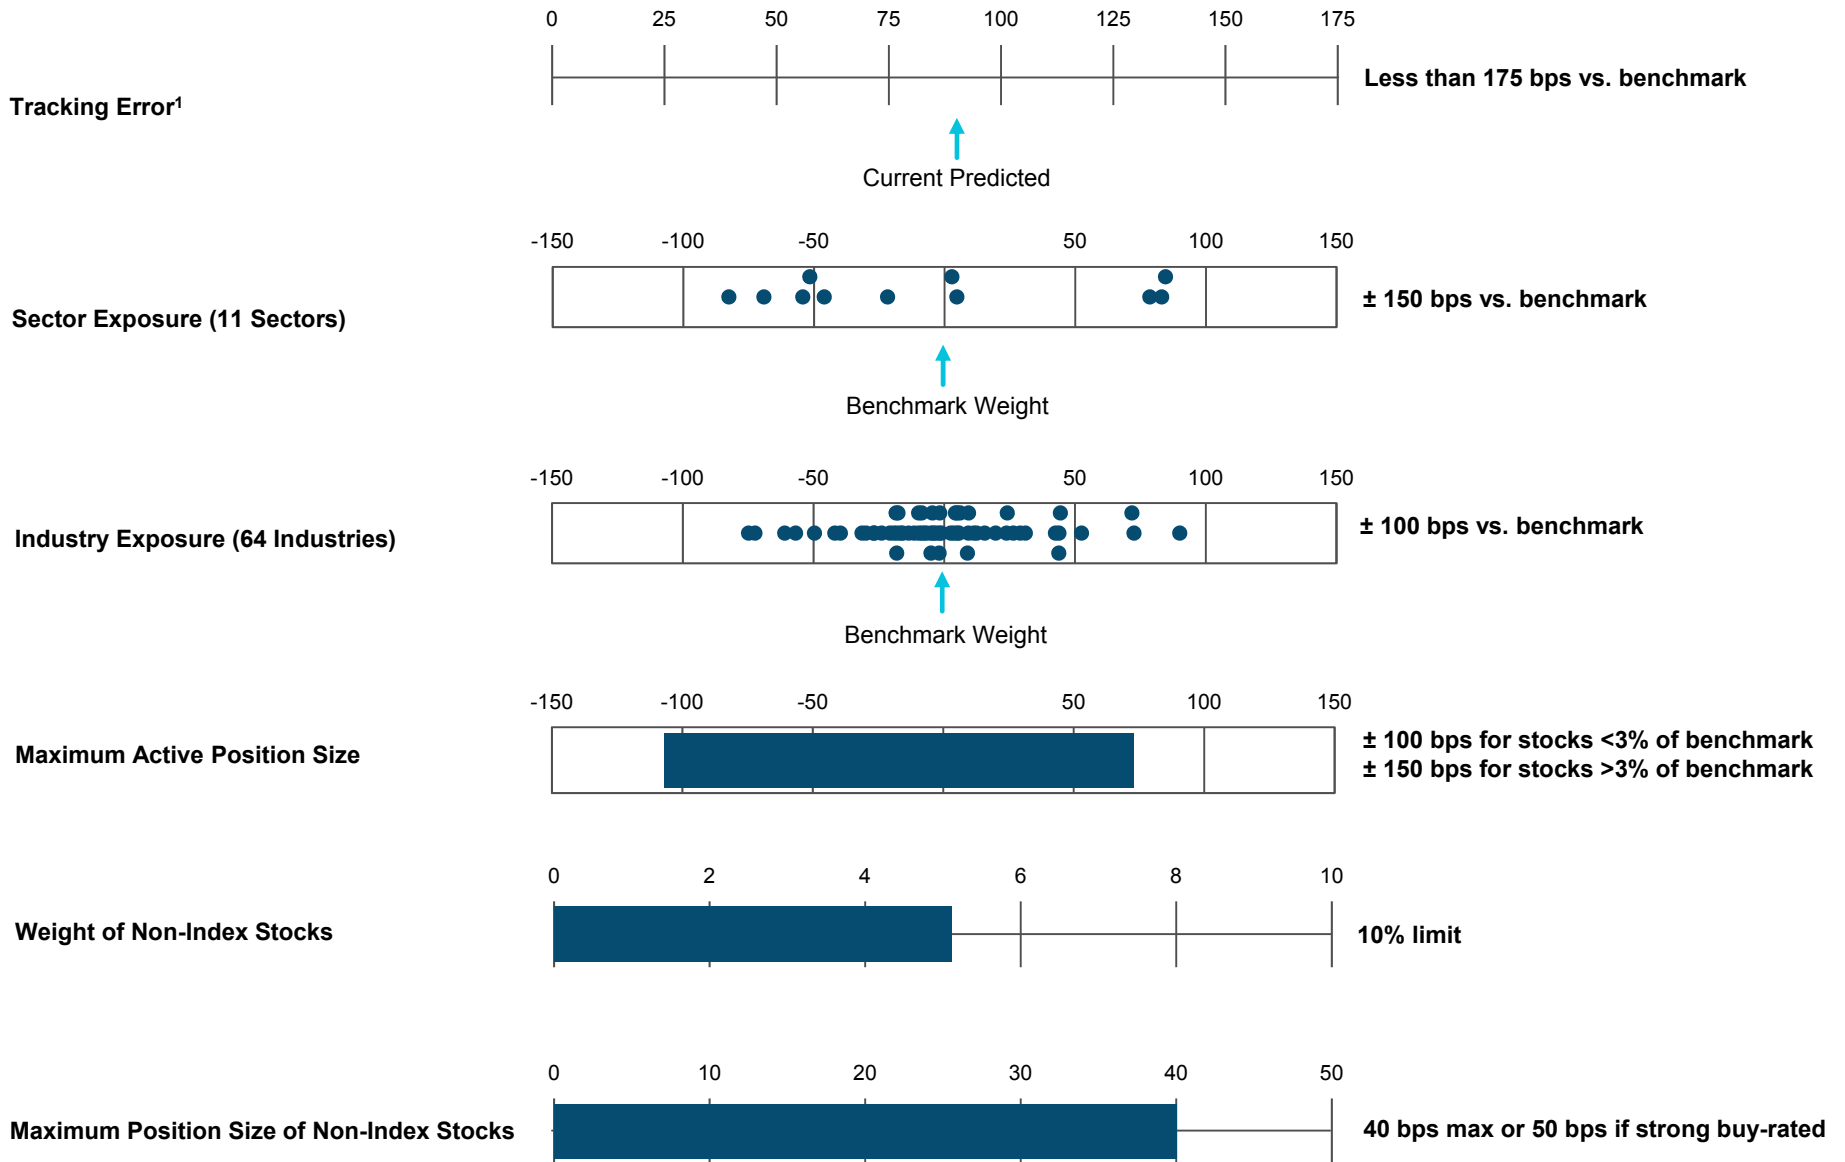 0 25 50 75 100 125 150 175
Less than 175 bps vs. benchmark
Tracking Error¹
Current Predicted
-150 -100 -50 50 100 150
± 150 bps vs. benchmark
Sector Exposure (11 Sectors)
Benchmark Weight
-150 -100 -50 50 100 150
± 100 bps vs. benchmark
Industry Exposure (64 Industries)
Benchmark Weight
-150 -100 -50 50 100 150
± 100 bps for stocks <3% of benchmark
Maximum Active Position Size
± 150 bps for stocks >3% of benchmark
0 2 4 6 8 10
Weight of Non-Index Stocks
10% limit
0 10 20 30 40 50
Maximum Position Size of Non-Index Stocks
40 bps max or 50 bps if strong buy-rated